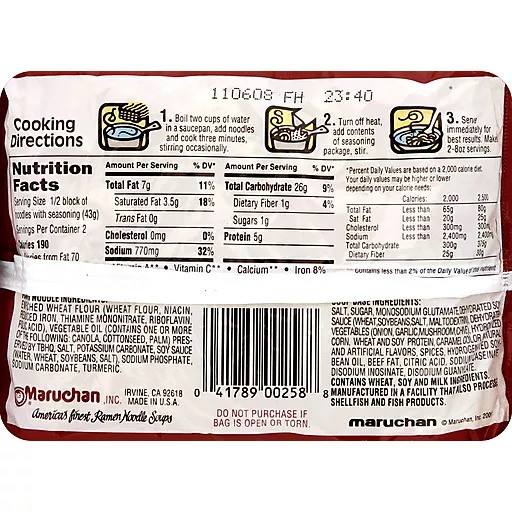 110608 FH 23:40
Cooking
Directions
1. Boil two cups of water
in a saucepan, add noodles
and cook three minutes,
stirring occasionally.
2. Turn off heat,
add contents
of seasoning
package, stir.
3. Serve
immediately for
best results. Makes
2-8oz servings.
Nutrition
Facts
Serving Size 1/2 block of
noodles with seasoning (43g)
Servings Per Container 2
Calories 190
Calories from Fat 70
Amount Per Serving % DV*
Total Fat 7g 11%
Saturated Fat 3.5g 18%
Trans Fat 0g
Cholesterol 0mg 0%
Sodium 770mg 32%
Amount Per Serving % DV*
Total Carbohydrate 26g 9%
Dietary Fiber 1g 4%
Sugars 1g
Protein 5g
Vitamin C** • Calcium** • Iron 8%
*Percent Daily Values are based on a 2,000 calorie diet.
Your daily values may be higher or lower
depending on your calorie needs:
Calories: 2,000 2,500
Total Fat Less than 65g 80g
Sat Fat Less than 20g 25g
Cholesterol Less than 300mg 300mg
Sodium Less than 2,400mg 2,400mg
Total Carbohydrate 300g 375g
Dietary Fiber 25g 30g
Contains less than 2% of the Daily Value of
NOODLE INGREDIENTS:
ENRICHED WHEAT FLOUR (WHEAT FLOUR, NIACIN,
REDUCED IRON, THIAMINE MONONITRATE, RIBOFLAVIN,
FOLIC ACID), VEGETABLE OIL (CONTAINS ONE OR MORE
OF THE FOLLOWING: CANOLA, COTTONSEED, PALM) PRES-
ERVED BY TBHQ, SALT, POTASSIUM CARBONATE, SOY SAUCE
(WATER, WHEAT, SOYBEANS, SALT), SODIUM PHOSPHATE,
SODIUM CARBONATE, TURMERIC.
SOUP BASE INGREDIENTS:
SALT, SUGAR, MONOSODIUM GLUTAMATE, DEHYDRATED SOY
SAUCE (WHEAT, SOYBEANS, SALT, MALTODEXTRIN), DEHYDRATED
VEGETABLES (ONION, GARLIC, MUSHROOM, CHIVE), HYDROLYZED
CORN, WHEAT AND SOY PROTEIN, CARAMEL COLOR, NATURAL
AND ARTIFICIAL FLAVORS, SPICES, HYDROGENATED SOY
BEAN OIL, BEEF FAT, CITRIC ACID, SODIUM CASEINATE,
DISODIUM INOSINATE, DISODIUM GUANYLATE.
CONTAINS WHEAT, SOY AND MILK INGREDIENTS.
MANUFACTURED IN A FACILITY THAT ALSO PROCESSES
SHELLFISH AND FISH PRODUCTS.
Maruchan, INC.
IRVINE, CA 92618
MADE IN U.S.A.
America's finest Ramen Noodle Soups
0 41789 00258 8
DO NOT PURCHASE IF
BAG IS OPEN OR TORN.
maruchan © Maruchan, Inc.